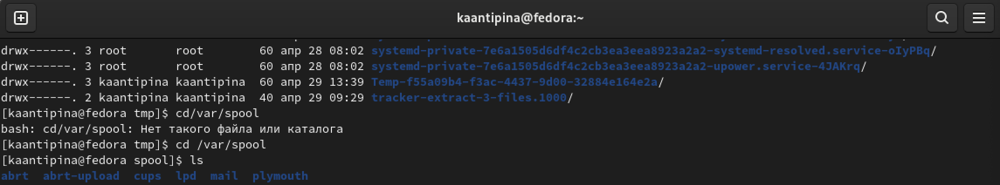 kaantipina@fedora:~
drwx------. 3 root       root        60 апр 28 08:02 systemd-private-7e6a1505d6df4c2cb3ea3eea8923a2a2-systemd-resolved.service-oIyPBq/
drwx------. 3 root       root        60 апр 28 08:02 systemd-private-7e6a1505d6df4c2cb3ea3eea8923a2a2-upower.service-4JAKrq/
drwx------. 3 kaantipina kaantipina  60 апр 29 13:39 Temp-f55a09b4-f3ac-4437-9d00-32884e164e2a/
drwx------. 2 kaantipina kaantipina  40 апр 29 09:29 tracker-extract-3-files.1000/
[kaantipina@fedora tmp]$ cd/var/spool
bash: cd/var/spool: Нет такого файла или каталога
[kaantipina@fedora tmp]$ cd /var/spool
[kaantipina@fedora spool]$ ls
abrt  abrt-upload  cups  lpd  mail  plymouth